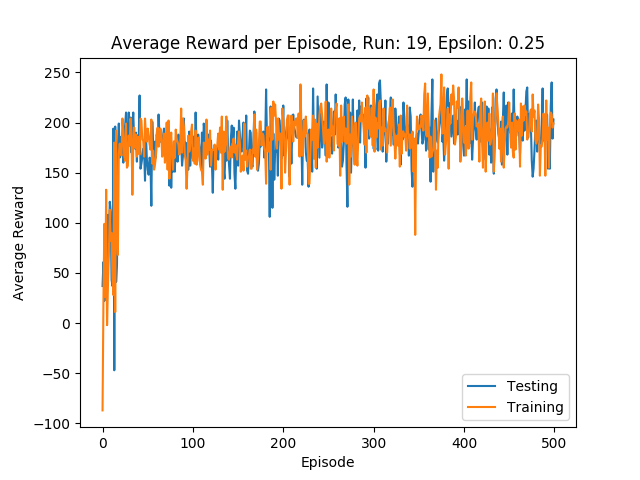 Average Reward per Episode, Run: 19, Epsilon: 0.25
250
200
150
100
50
0
−50
−100
Average Reward
0
100
200
300
400
500
Episode
Testing
Training